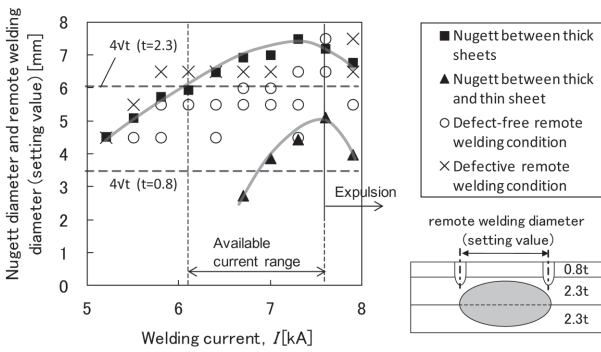 Nugett diameter and remote welding
diameter (setting value) [mm]
8
7
6
5
4
3
2
1
0
4√t (t=2.3)
4√t (t=0.8)
Expulsion
Available
current range
5
6
7
8
Welding current, I[kA]
Nugett between thick
sheets
Nugett between thick
and thin sheet
Defect-free remote
welding condition
Defective remote
welding condition
remote welding diameter
(setting value)
0.8t
2.3t
2.3t